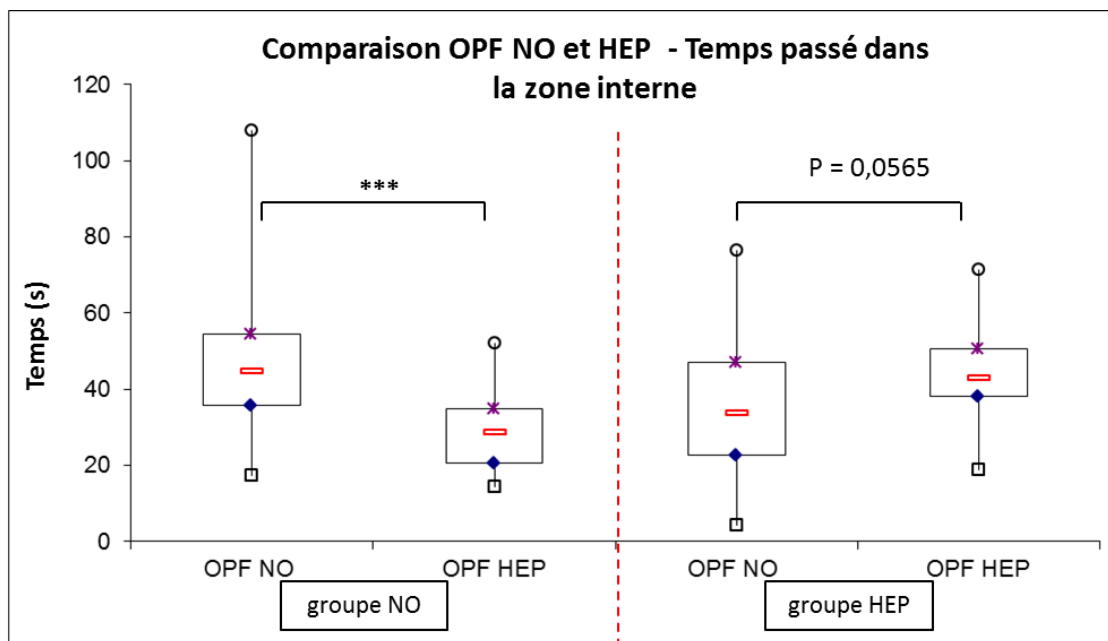 Comparaison OPF NO et HEP - Temps passé dans
la zone interne
Temps (s)
120
100
80
60
40
20
0
***
P = 0,0565
OPF NO
OPF HEP
OPF NO
OPF HEP
groupe NO
groupe HEP